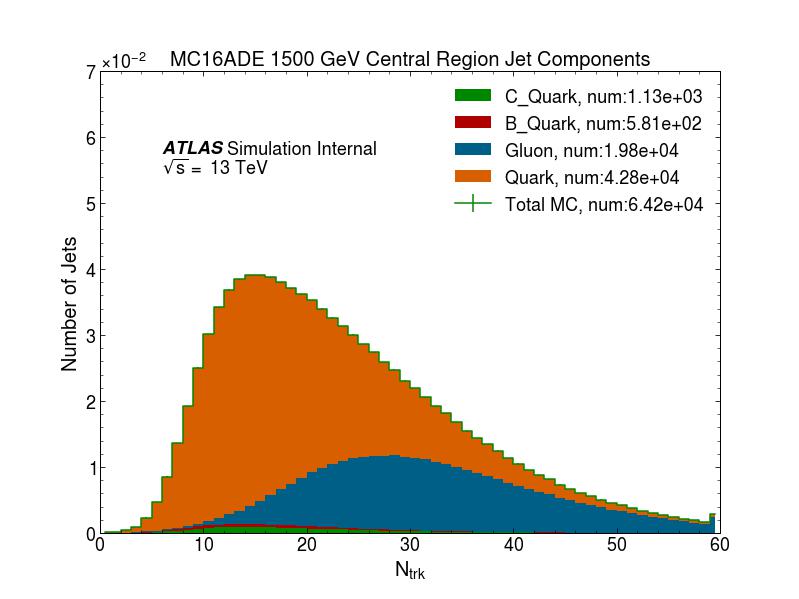 ×10⁻² MC16ADE 1500 GeV Central Region Jet Components
C_Quark, num:1.13e+03
B_Quark, num:5.81e+02
Gluon, num:1.98e+04
Quark, num:4.28e+04
Total MC, num:6.42e+04
ATLAS Simulation Internal
√s = 13 TeV
Number of Jets
7
6
5
4
3
2
1
0
0 10 20 30 40 50 60
N_trk